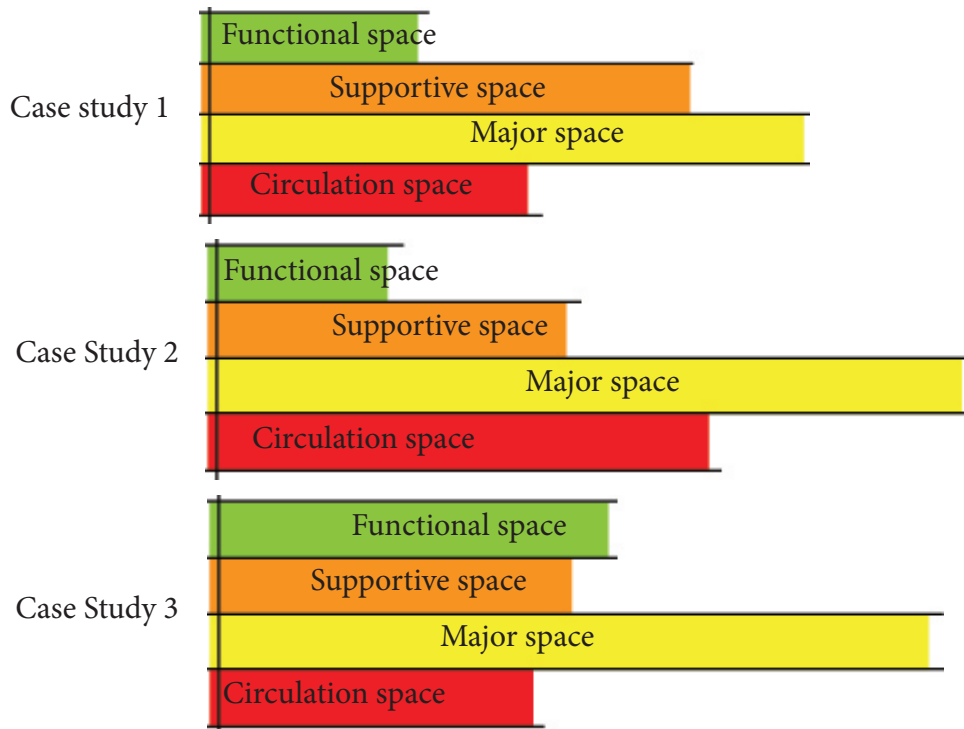 Functional space
Supportive space
Case study 1
Major space
Circulation space
Functional space
Supportive space
Case Study 2
Major space
Circulation space
Functional space
Supportive space
Case Study 3
Major space
Circulation space